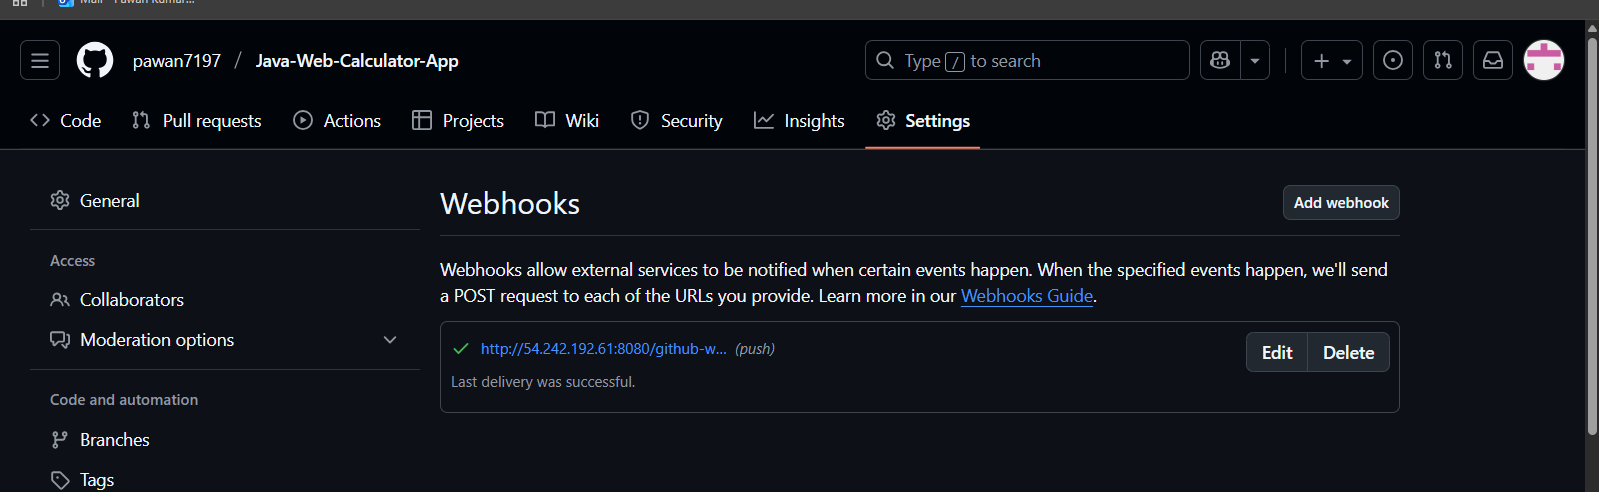 Mail - Pawan Kumar...
pawan7197 / Java-Web-Calculator-App
Type / to search
Code
Pull requests
Actions
Projects
Wiki
Security
Insights
Settings
General
Access
Collaborators
Moderation options
Code and automation
Branches
Tags
Webhooks
Add webhook
Webhooks allow external services to be notified when certain events happen. When the specified events happen, we'll send
a POST request to each of the URLs you provide. Learn more in our Webhooks Guide.
http://54.242.192.61:8080/github-w... (push)
Edit
Delete
Last delivery was successful.